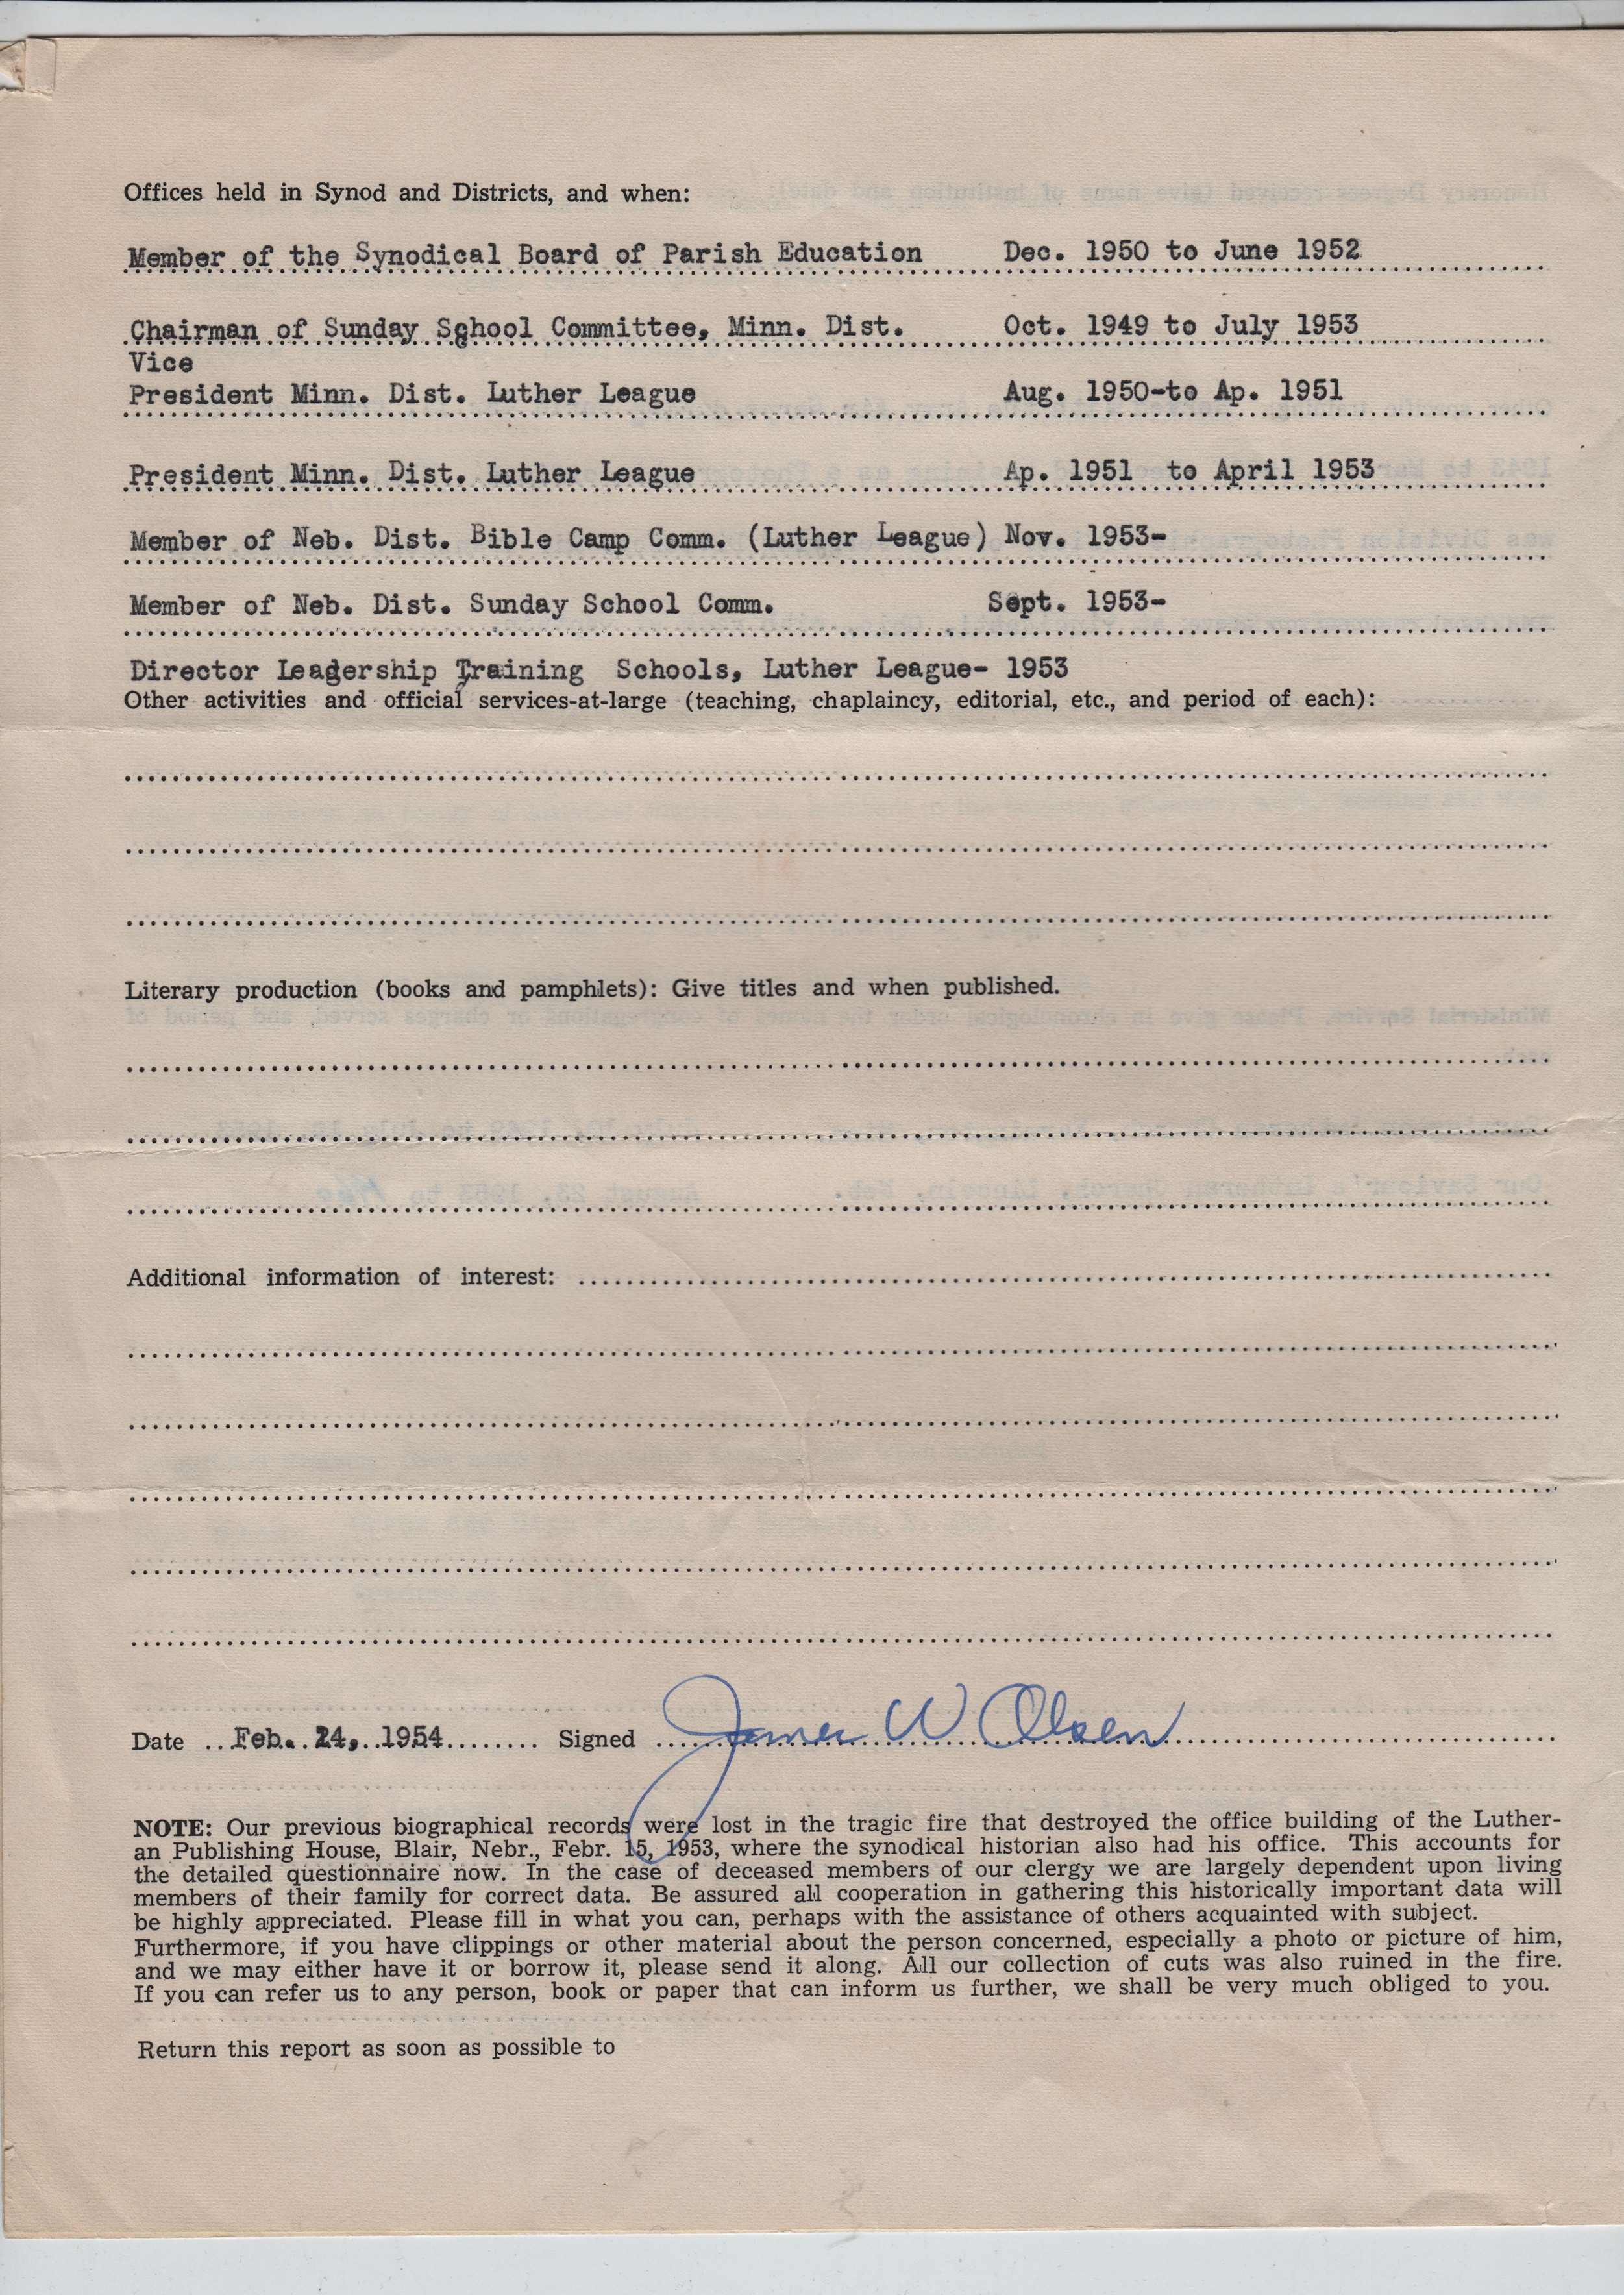 Offices held in Synod and Districts, and when:
Member of the Synodical Board of Parish Education Dec. 1950 to June 1952
Chairman of Sunday School Committee, Minn. Dist. Oct. 1949 to July 1953
Vice
President Minn. Dist. Luther League Aug. 1950-to Ap. 1951
President Minn. Dist. Luther League Ap. 1951 to April 1953
Member of Neb. Dist. Bible Camp Comm. (Luther League) Nov. 1953-
Member of Neb. Dist. Sunday School Comm. Sept. 1953-
Director Leadership Training Schools, Luther League- 1953
Other activities and official services-at-large (teaching, chaplaincy, editorial, etc., and period of each):
Literary production (books and pamphlets): Give titles and when published.
Additional information of interest:
Date Feb. 24, 1954 Signed James W Olsen
NOTE: Our previous biographical records were lost in the tragic fire that destroyed the office building of the Luther-
an Publishing House, Blair, Nebr., Febr. 15, 1953, where the synodical historian also had his office. This accounts for
the detailed questionnaire now. In the case of deceased members of our clergy we are largely dependent upon living
members of their family for correct data. Be assured all cooperation in gathering this historically important data will
be highly appreciated. Please fill in what you can, perhaps with the assistance of others acquainted with subject.
Furthermore, if you have clippings or other material about the person concerned, especially a photo or picture of him,
and we may either have it or borrow it, please send it along. All our collection of cuts was also ruined in the fire.
If you can refer us to any person, book or paper that can inform us further, we shall be very much obliged to you.
Return this report as soon as possible to